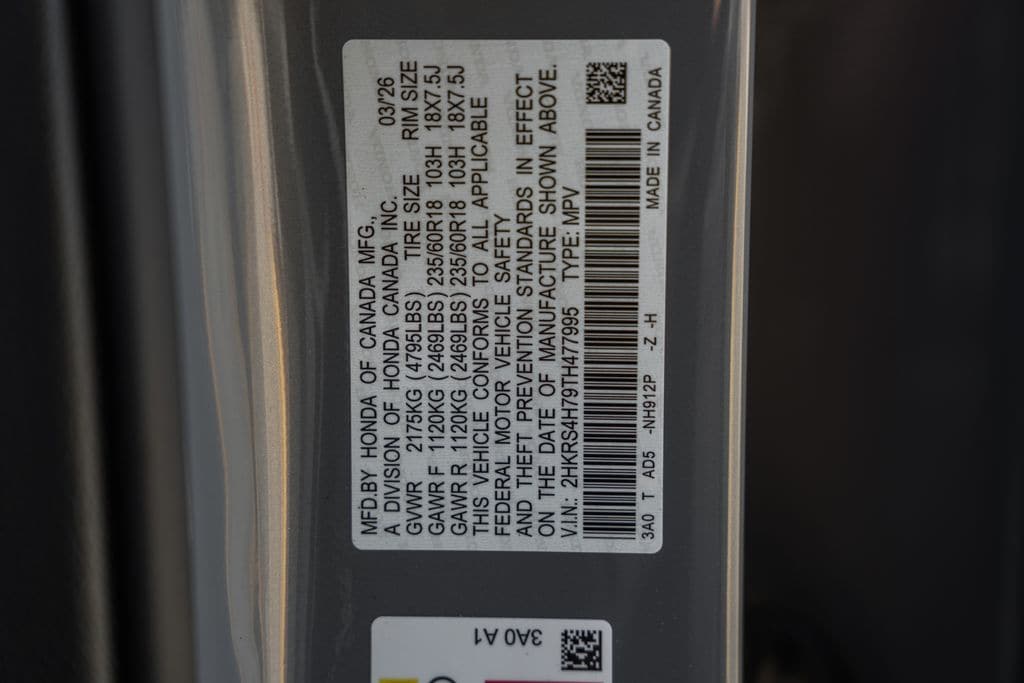 MFD.BY HONDA OF CANADA MFG.,
A DIVISION OF HONDA CANADA INC. 03/26
GVWR 2175KG (4795LBS) TIRE SIZE RIM SIZE
GAWR F 1120KG (2469LBS) 235/60R18 103H 18X7.5J
GAWR R 1120KG (2469LBS) 235/60R18 103H 18X7.5J
THIS VEHICLE CONFORMS TO ALL APPLICABLE
FEDERAL MOTOR VEHICLE SAFETY
AND THEFT PREVENTION STANDARDS IN EFFECT
ON THE DATE OF MANUFACTURE SHOWN ABOVE.
V.I.N.: 2HKRS4H79TH477995 TYPE: MPV
3A0 T AD5 -NH912P -Z -H MADE IN CANADA
3A0 A1